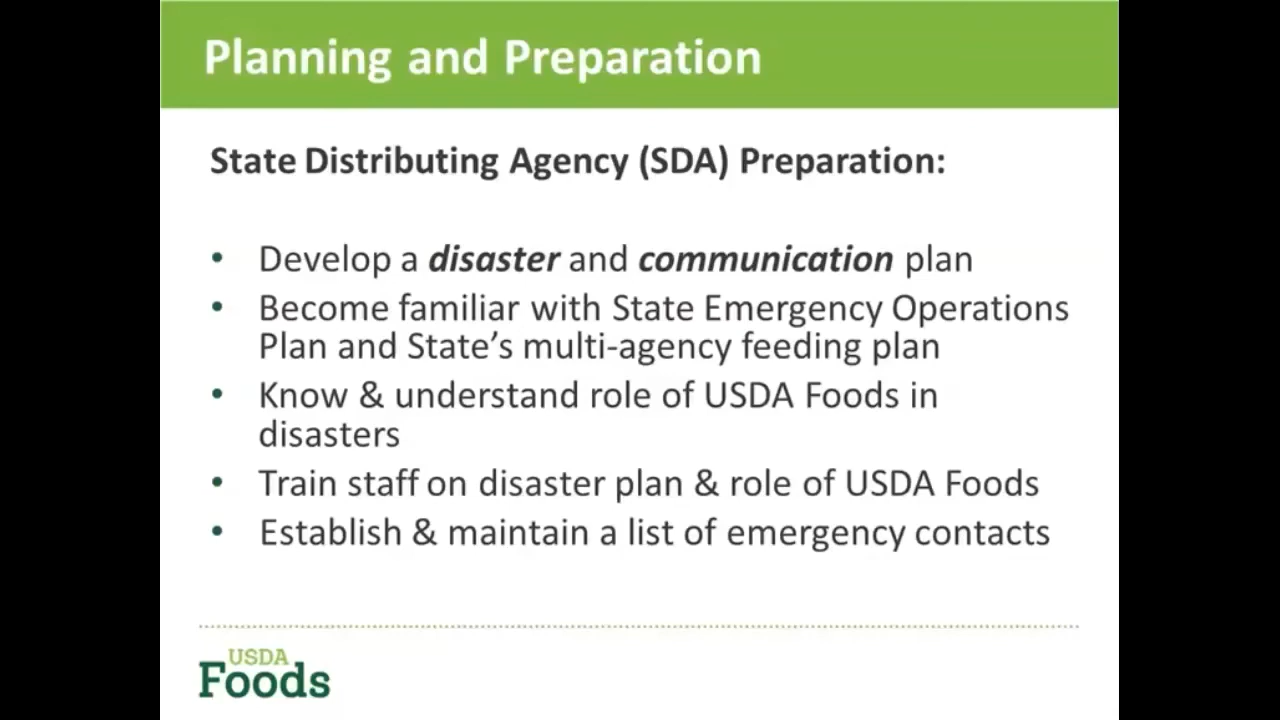 Planning and Preparation
State Distributing Agency (SDA) Preparation:
• Develop a disaster and communication plan
• Become familiar with State Emergency Operations
Plan and State's multi-agency feeding plan
• Know & understand role of USDA Foods in
disasters
• Train staff on disaster plan & role of USDA Foods
• Establish & maintain a list of emergency contacts
USDA
Foods